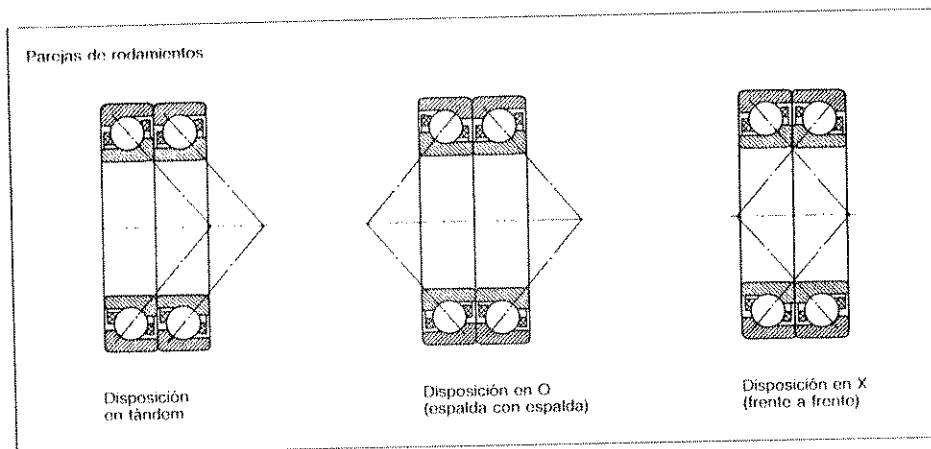 Parejas de rodamientos
Disposición
en tándem
Disposición en O
(espalda con espalda)
Disposición en X
(frente a frente)